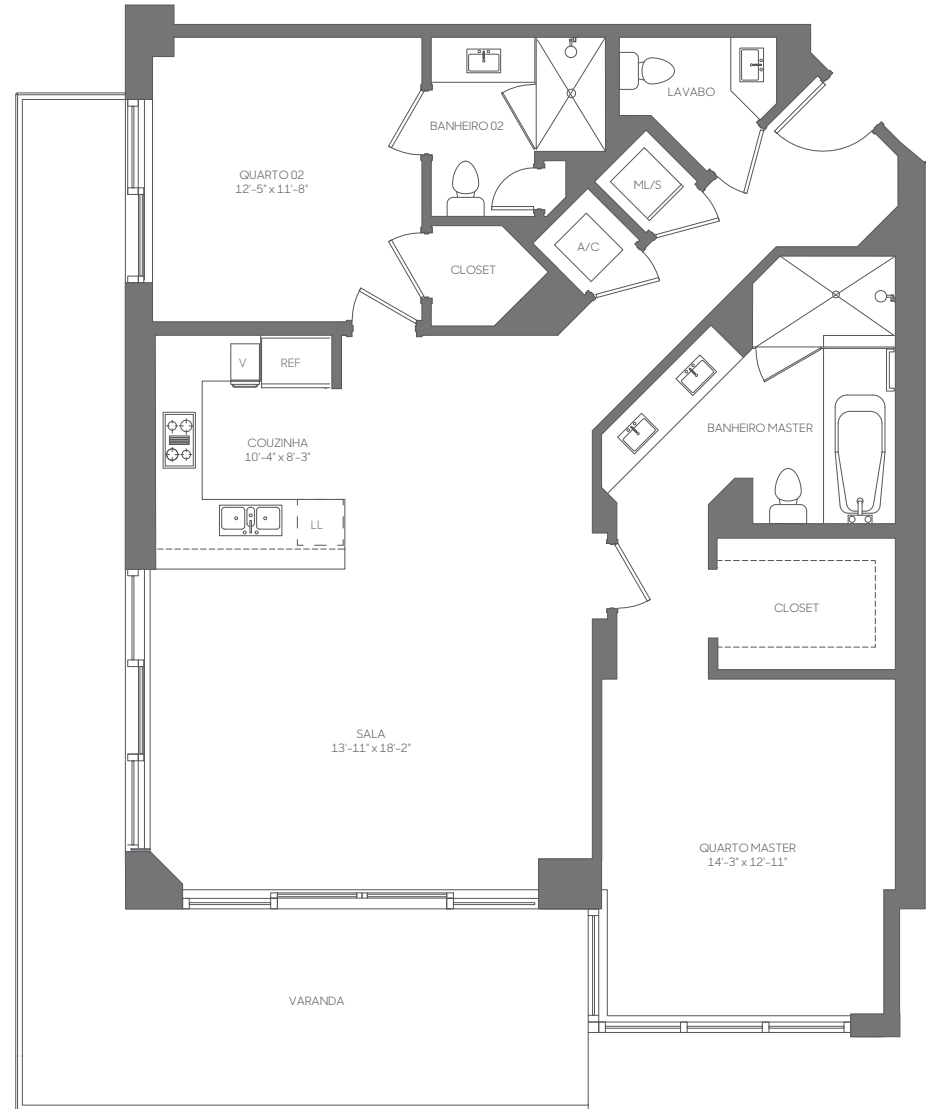 LAVABO
BANHEIRO 02
QUARTO 02
12'-5" x 11'-8"
ML/S
A/C
CLOSET
V
REF
COUZINHA
10'-4" x 8'-3"
BANHEIRO MASTER
LL
CLOSET
SALA
13'-11" x 18'-2"
QUARTO MASTER
14'-3" x 12'-11"
VARANDA